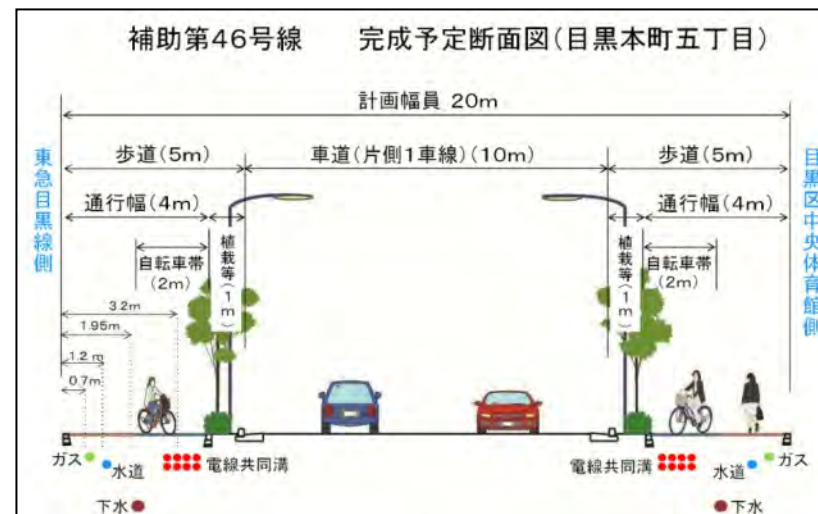 補助第46号線　完成予定断面図(目黒本町五丁目)
計画幅員 20m
歩道(5m)
車道(片側1車線)(10m)
歩道(5m)
東急目黒線側
目黒区中央体育館側
通行幅(4m)
通行幅(4m)
植栽等(1m)
植栽等(1m)
自転車帯
(2m)
自転車帯
(2m)
3.2m
1.95m
1.2 m
0.7m
ガス
水道
電線共同溝
下水
電線共同溝
水道
ガス
下水